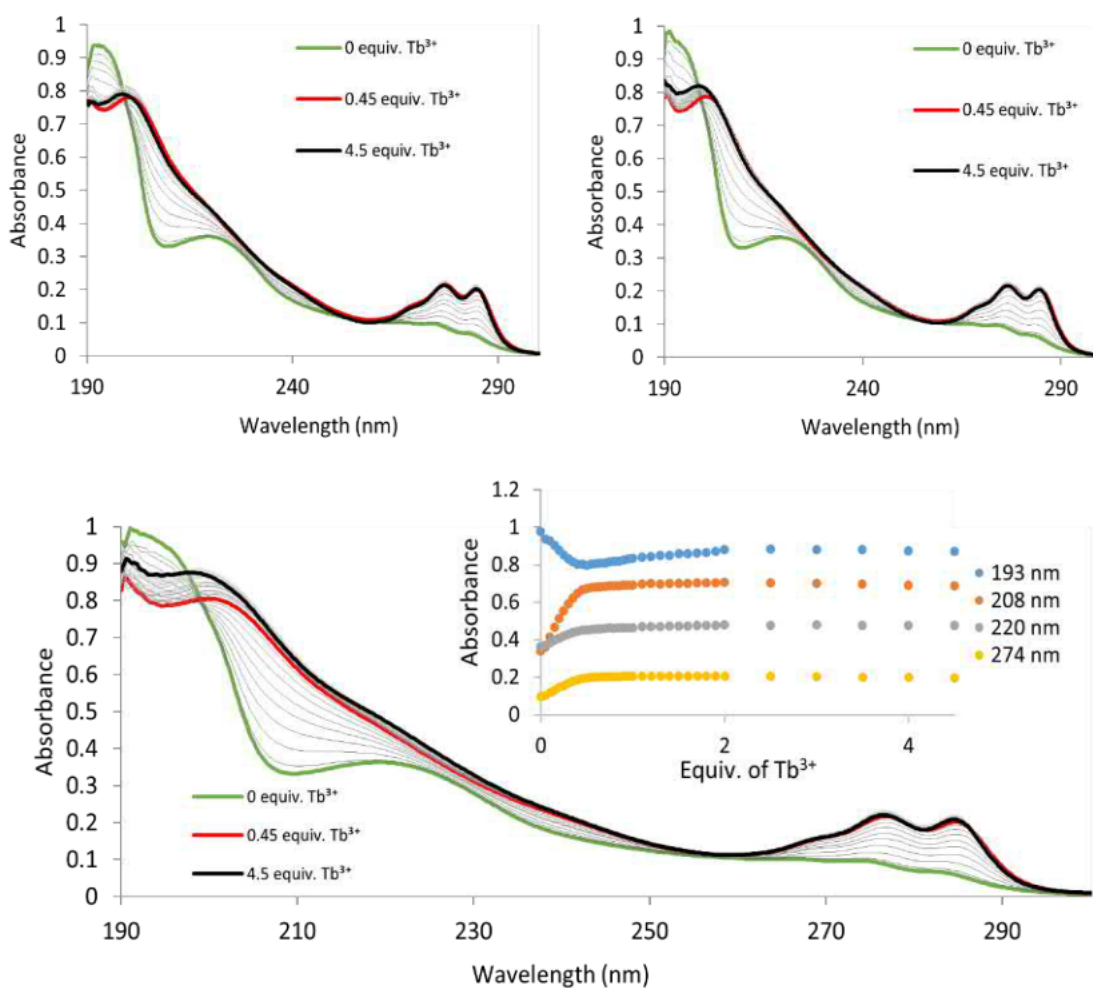 1
0.9
0.8
0.7
0.6
0.5
0.4
0.3
0.2
0.1
0
Absorbance
0 equiv. Tb³⁺
0.45 equiv. Tb³⁺
4.5 equiv. Tb³⁺
190 240 290
Wavelength (nm)
1
0.9
0.8
0.7
0.6
0.5
0.4
0.3
0.2
0.1
0
Absorbance
0 equiv. Tb³⁺
0.45 equiv. Tb³⁺
4.5 equiv. Tb³⁺
190 240 290
Wavelength (nm)
1
0.9
0.8
0.7
0.6
0.5
0.4
0.3
0.2
0.1
0
Absorbance
0 equiv. Tb³⁺
0.45 equiv. Tb³⁺
4.5 equiv. Tb³⁺
190 210 230 250 270 290
Wavelength (nm)
1.2
1
0.8
0.6
0.4
0.2
0
Absorbance
193 nm
208 nm
220 nm
274 nm
0 2 4
Equiv. of Tb³⁺